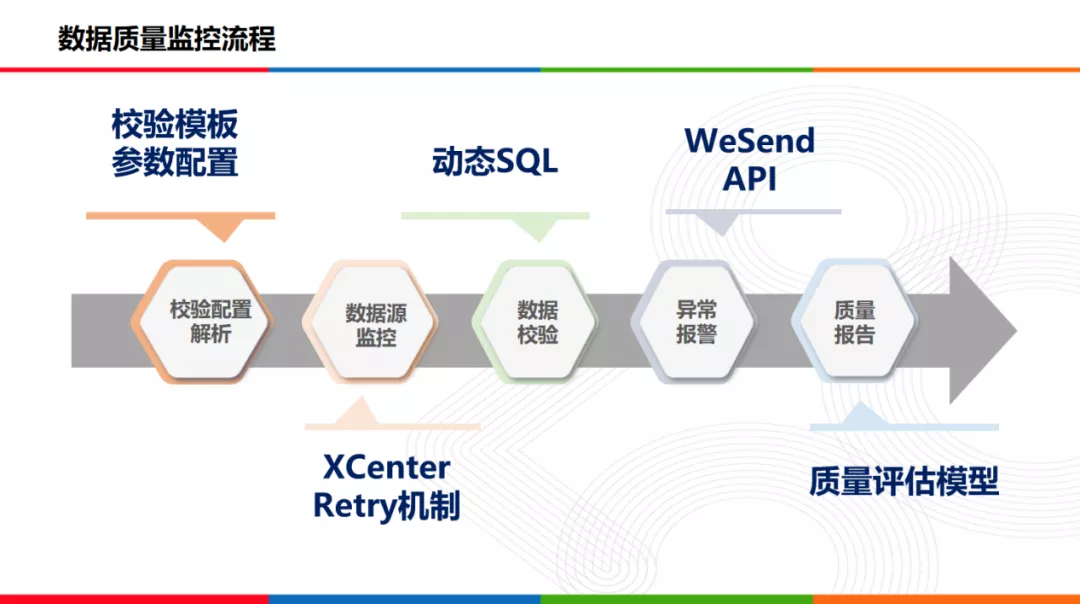 数据质量监控流程
校验模板
参数配置
动态SQL
WeSend
API
校验配置
解析
数据源
监控
数据
校验
异常
报警
质量
报告
XCenter
Retry机制
质量评估模型